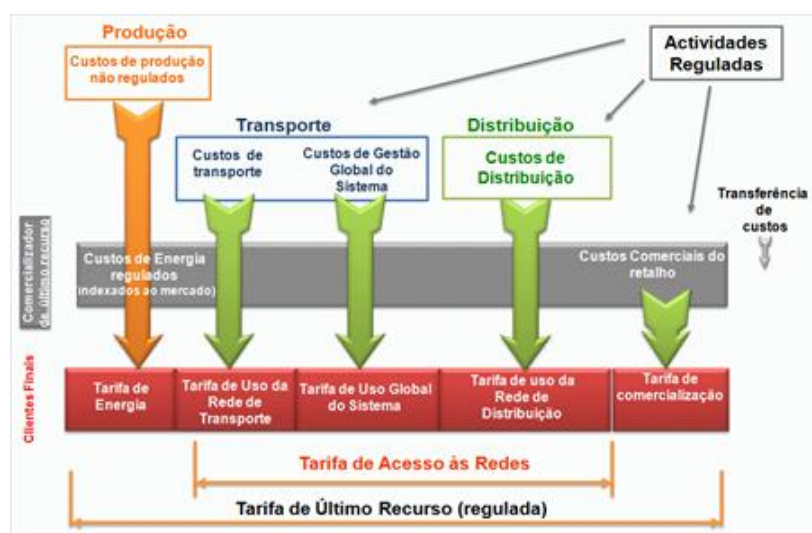 Produção
Custos de produção
não regulados
Actividades
Reguladas
Transporte
Custos de
transporte
Custos de Gestão
Global do
Sistema
Distribuição
Custos de
Distribuição
Transferência
de
custos
Comercializador
de último recurso
Custos de Energia
regulados
indexados ao mercado)
Custos Comerciais do
retalho
Clientes Finais
Tarifa de
Energia
Tarifa de Uso da
Rede de
Transporte
Tarifa de Uso Global
do Sistema
Tarifa de uso da
Rede de
Distribuição
Tarifa de
comercialização
Tarifa de Acesso às Redes
Tarifa de Último Recurso (regulada)